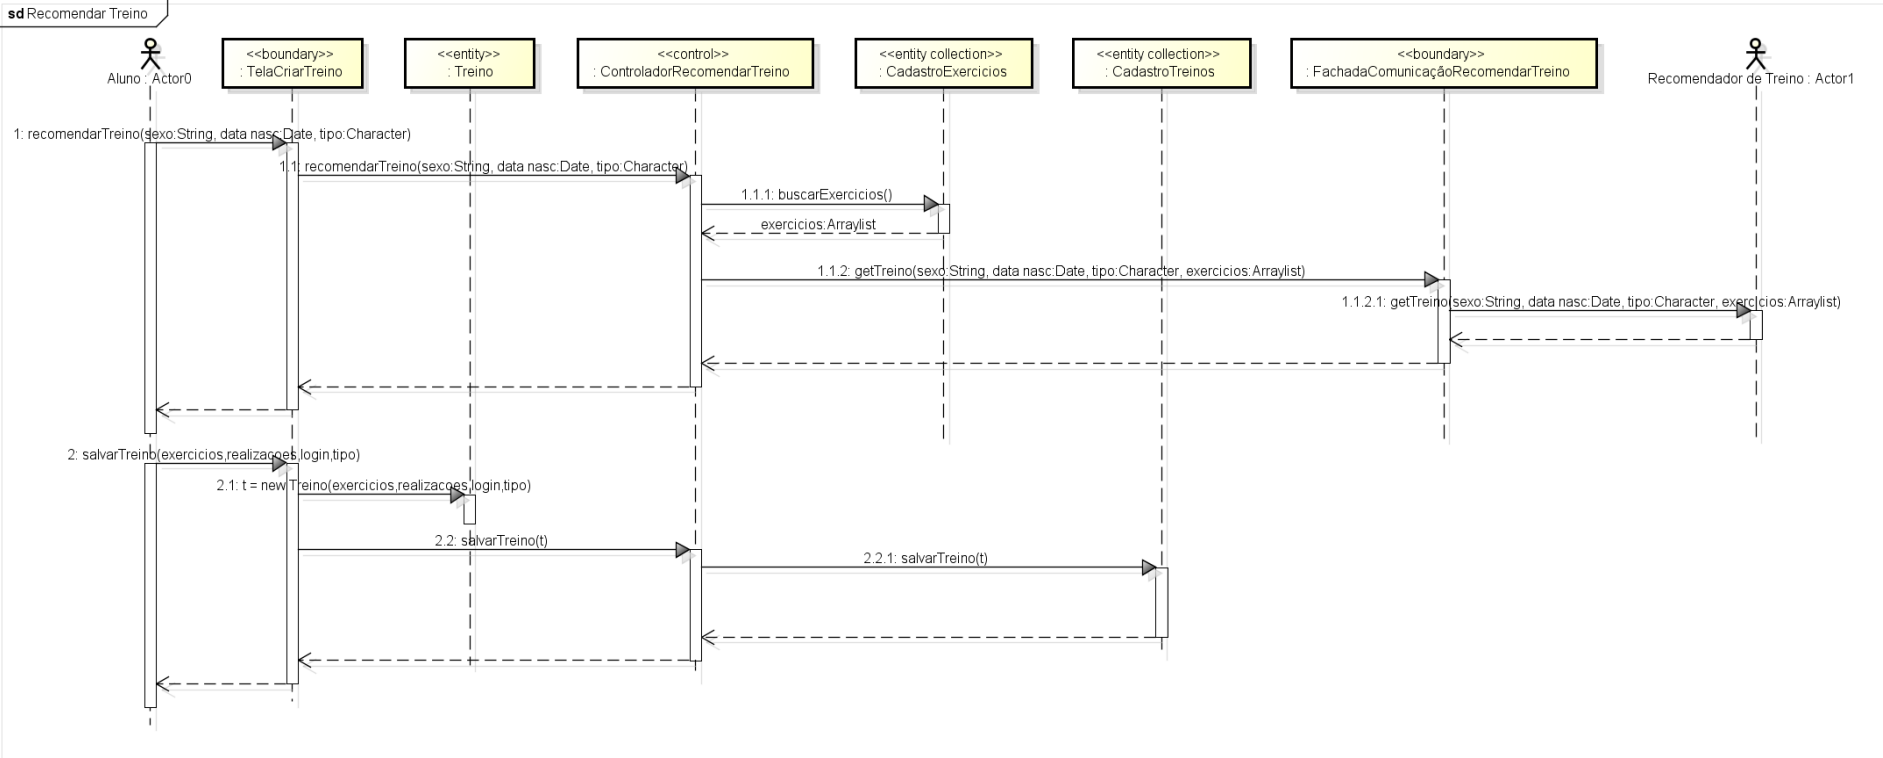 sd Recomendar Treino
Aluno : Actor0
<<boundary>>
: TelaCriarTreino
<<entity>>
: Treino
<<control>>
: ControladorRecomendarTreino
<<entity collection>>
: CadastroExercicios
<<entity collection>>
: CadastroTreinos
<<boundary>>
: FachadaComunicaçãoRecomendarTreino
Recomendador de Treino : Actor1
1: recomendarTreino(sexo:String, data nasc:Date, tipo:Character)
1.1: recomendarTreino(sexo:String, data nasc:Date, tipo:Character)
1.1.1: buscarExercicios()
exercicios:Arraylist
1.1.2: getTreino(sexo:String, data nasc:Date, tipo:Character, exercicios:Arraylist)
1.1.2.1: getTreino(sexo:String, data nasc:Date, tipo:Character, exercicios:Arraylist)
2: salvarTreino(exercicios,realizacoes,login,tipo)
2.1: t = new Treino(exercicios,realizacoes,login,tipo)
2.2: salvarTreino(t)
2.2.1: salvarTreino(t)